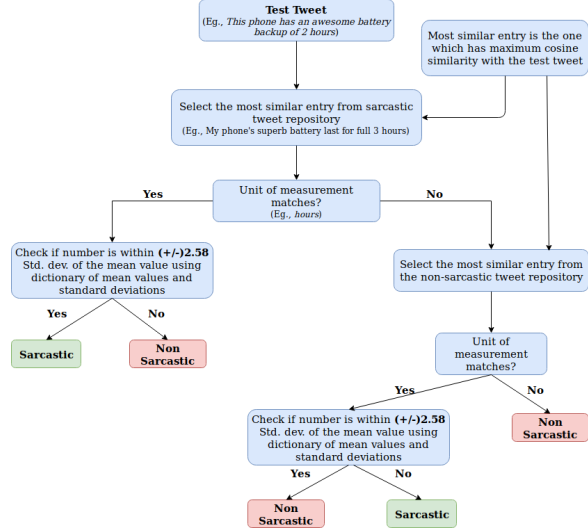 Test Tweet
(Eg., This phone has an awesome battery
backup of 2 hours)
Most similar entry is the one
which has maximum cosine
similarity with the test tweet
Select the most similar entry from sarcastic
tweet repository
(Eg., My phone's superb battery last for full 3 hours)
Yes
Unit of measurement
matches?
(Eg., hours)
No
Check if number is within (+/-)2.58
Std. dev. of the mean value using
dictionary of mean values and
standard deviations
Select the most similar entry from
the non-sarcastic tweet repository
Yes
No
Sarcastic
Non
Sarcastic
Unit of
measurement
matches?
Yes
No
Check if number is within (+/-)2.58
Std. dev. of the mean value using
dictionary of mean values and
standard deviations
Non
Sarcastic
Yes
No
Non
Sarcastic
Sarcastic